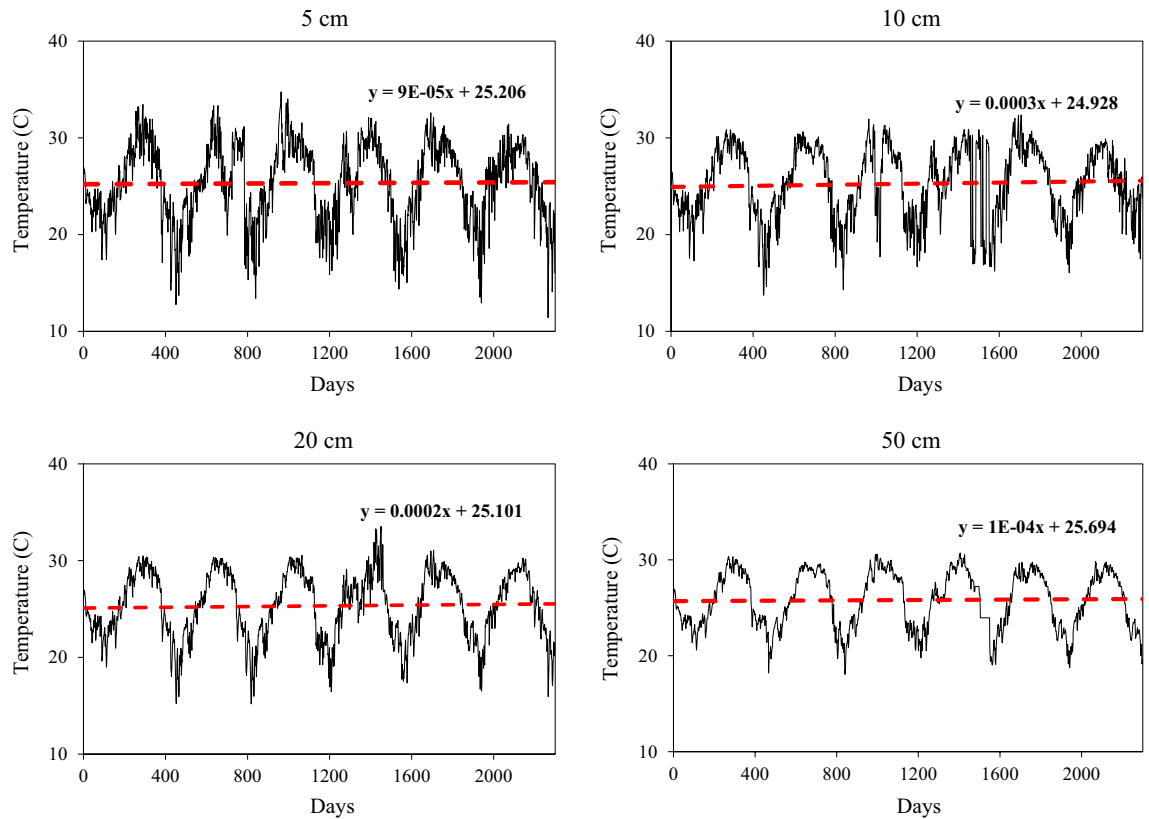 5 cm
40
30
20
10
Temperature (C)
y = 9E-05x + 25.206
0 400 800 1200 1600 2000
Days
10 cm
40
30
20
10
Temperature (C)
y = 0.0003x + 24.928
0 400 800 1200 1600 2000
Days
20 cm
40
30
20
10
Temperature (C)
y = 0.0002x + 25.101
0 400 800 1200 1600 2000
Days
50 cm
40
30
20
10
Temperature (C)
y = 1E-04x + 25.694
0 400 800 1200 1600 2000
Days